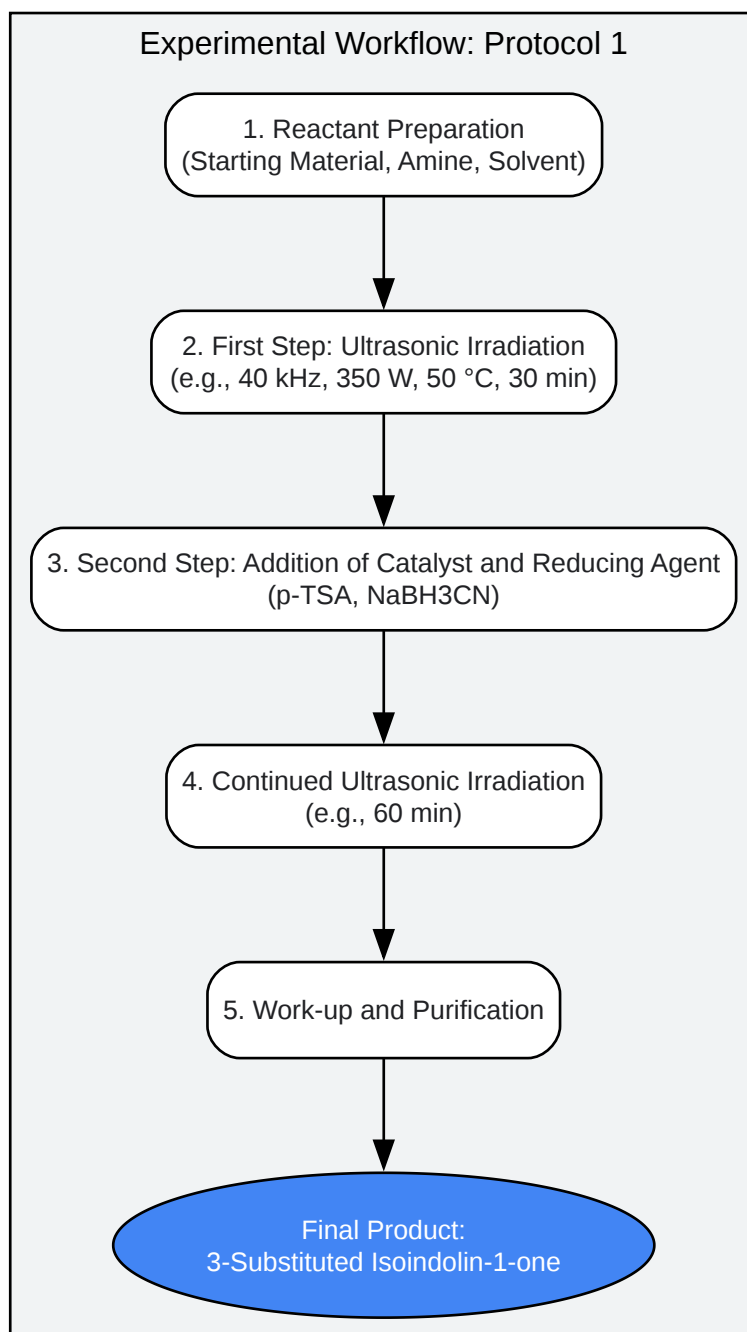 Experimental Workflow: Protocol 1
1. Reactant Preparation
(Starting Material, Amine, Solvent)
2. First Step: Ultrasonic Irradiation
(e.g., 40 kHz, 350 W, 50 °C, 30 min)
3. Second Step: Addition of Catalyst and Reducing Agent
(p-TSA, NaBH3CN)
4. Continued Ultrasonic Irradiation
(e.g., 60 min)
5. Work-up and Purification
Final Product:
3-Substituted Isoindolin-1-one